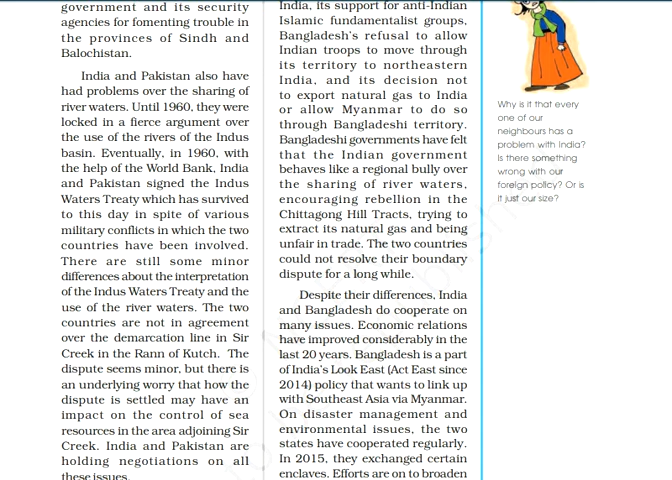 government and its security
agencies for fomenting trouble in
the provinces of Sindh and
Balochistan.
India and Pakistan also have
had problems over the sharing of
river waters. Until 1960, they were
locked in a fierce argument over
the use of the rivers of the Indus
basin. Eventually, in 1960, with
the help of the World Bank, India
and Pakistan signed the Indus
Waters Treaty which has survived
to this day in spite of various
military conflicts in which the two
countries have been involved.
There are still some minor
differences about the interpretation
of the Indus Waters Treaty and the
use of the river waters. The two
countries are not in agreement
over the demarcation line in Sir
Creek in the Rann of Kutch. The
dispute seems minor, but there is
an underlying worry that how the
dispute is settled may have an
impact on the control of sea
resources in the area adjoining Sir
Creek. India and Pakistan are
holding negotiations on all
these issues.
India, its support for anti-Indian
Islamic fundamentalist groups,
Bangladesh's refusal to allow
Indian troops to move through
its territory to northeastern
India, and its decision not
to export natural gas to India
or allow Myanmar to do so
through Bangladeshi territory.
Bangladeshi governments have felt
that the Indian government
behaves like a regional bully over
the sharing of river waters,
encouraging rebellion in the
Chittagong Hill Tracts, trying to
extract its natural gas and being
unfair in trade. The two countries
could not resolve their boundary
dispute for a long while.
Despite their differences, India
and Bangladesh do cooperate on
many issues. Economic relations
have improved considerably in the
last 20 years. Bangladesh is a part
of India's Look East (Act East since
2014) policy that wants to link up
with Southeast Asia via Myanmar.
On disaster management and
environmental issues, the two
states have cooperated regularly.
In 2015, they exchanged certain
enclaves. Efforts are on to broaden
Why is it that every
one of our
neighbours has a
problem with India?
Is there something
wrong with our
foreign policy? Or is
it just our size?